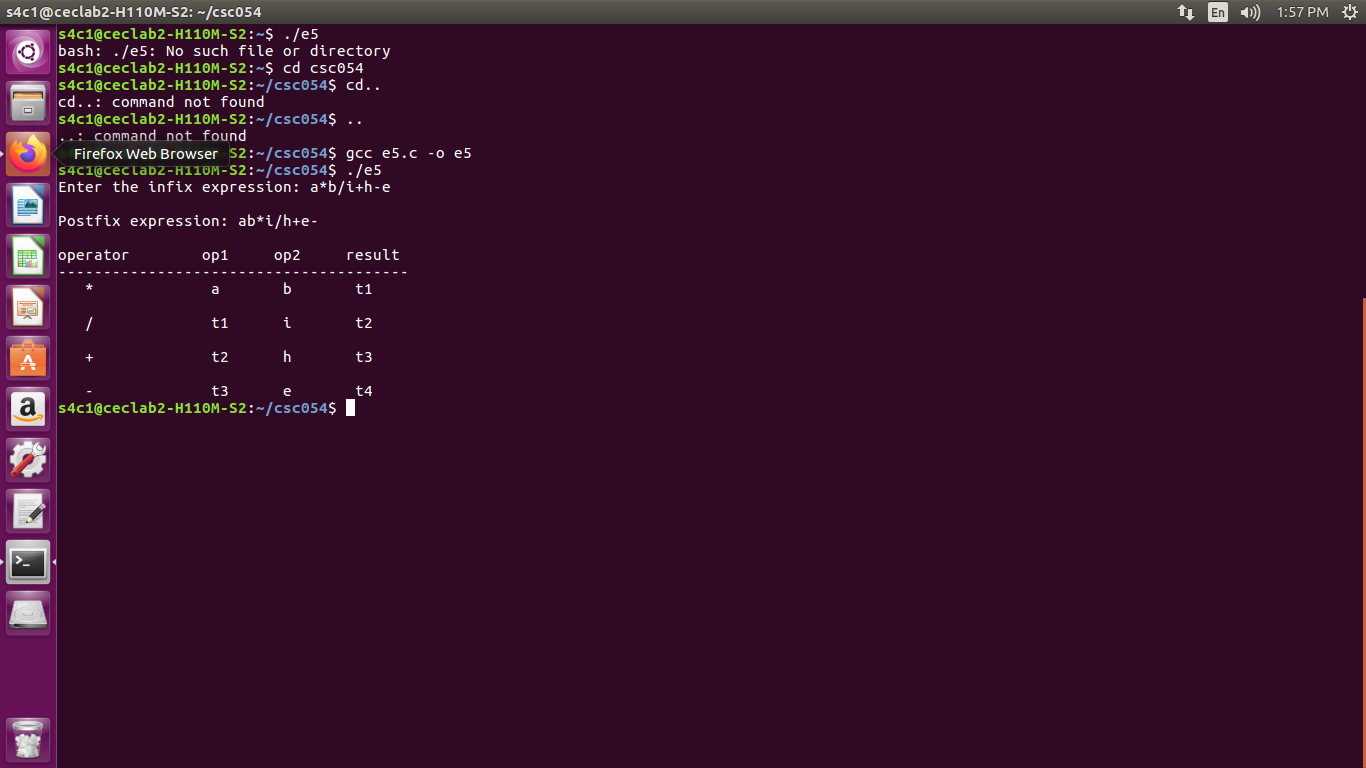 s4c1@ceclab2-H110M-S2: ~/csc054
En
1:57 PM
s4c1@ceclab2-H110M-S2:~$ ./e5
bash: ./e5: No such file or directory
s4c1@ceclab2-H110M-S2:~$ cd csc054
s4c1@ceclab2-H110M-S2:~/csc054$ cd..
cd..: command not found
s4c1@ceclab2-H110M-S2:~/csc054$ ..
..: command not found
Firefox Web Browser
S2:~/csc054$ gcc e5.c -o e5
s4c1@ceclab2-H110M-S2:~/csc054$ ./e5
Enter the infix expression: a*b/i+h-e
Postfix expression: ab*i/h+e-
operator op1 op2 result
---------------------------------------
* a b t1
/ t1 i t2
+ t2 h t3
- t3 e t4
s4c1@ceclab2-H110M-S2:~/csc054$